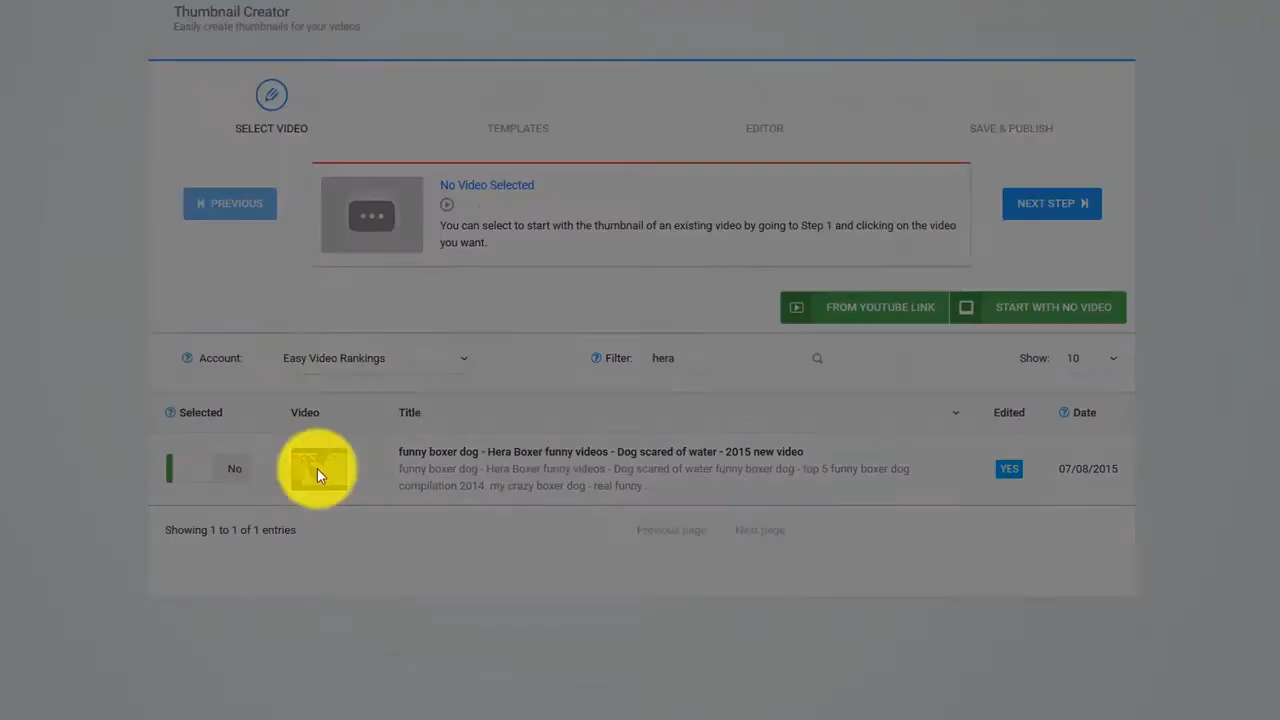 Thumbnail Creator
Easily create thumbnails for your videos
SELECT VIDEO
TEMPLATES
EDITOR
SAVE & PUBLISH
PREVIOUS
No Video Selected
You can select to start with the thumbnail of an existing video by going to Step 1 and clicking on the video
you want.
NEXT STEP
FROM YOUTUBE LINK
START WITH NO VIDEO
Account: Easy Video Rankings
Filter: hera
Show: 10
Selected Video Title Edited Date
No
funny boxer dog - Hera Boxer funny videos - Dog scared of water - 2015 new video
funny boxer dog - Hera Boxer funny videos - Dog scared of water funny boxer dog - top 5 funny boxer dog
compilation 2014. my crazy boxer dog - real funny...
YES
07/08/2015
Showing 1 to 1 of 1 entries
Previous page
Next page